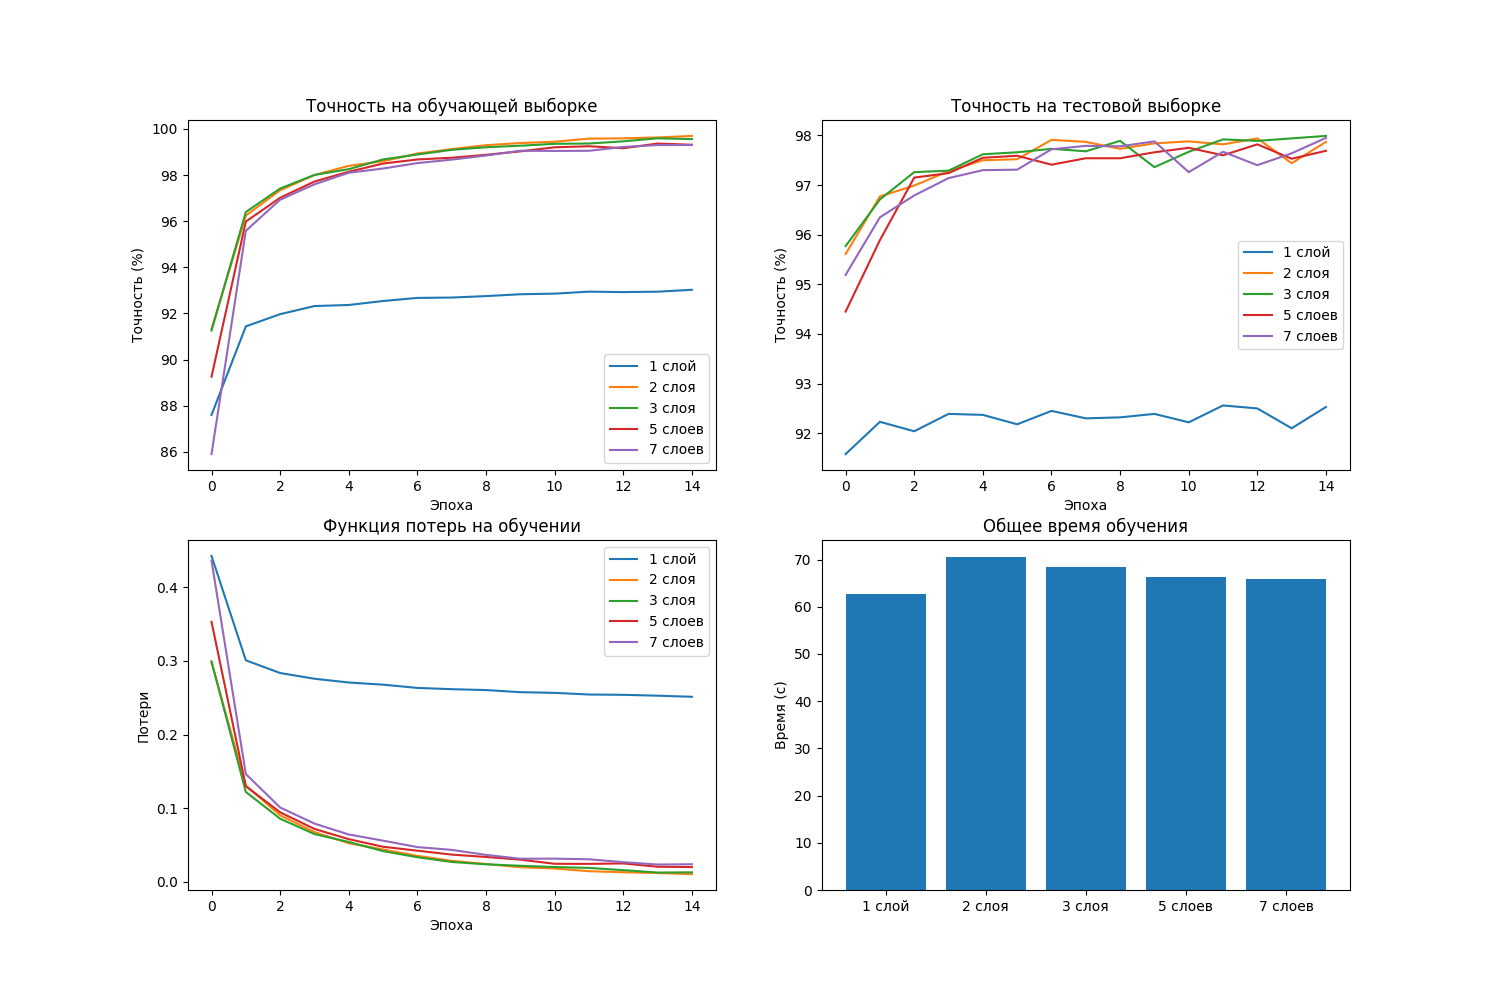 Точность на обучающей выборке
Точность (%)
100
98
96
94
92
90
88
86
1 слой
2 слоя
3 слоя
5 слоев
7 слоев
0 2 4 6 8 10 12 14
Эпоха
Точность на тестовой выборке
Точность (%)
98
97
96
95
94
93
92
1 слой
2 слоя
3 слоя
5 слоев
7 слоев
0 2 4 6 8 10 12 14
Эпоха
Функция потерь на обучении
Потери
0.4
0.3
0.2
0.1
0.0
1 слой
2 слоя
3 слоя
5 слоев
7 слоев
0 2 4 6 8 10 12 14
Эпоха
Общее время обучения
Время (с)
70
60
50
40
30
20
10
0
1 слой 2 слоя 3 слоя 5 слоев 7 слоев